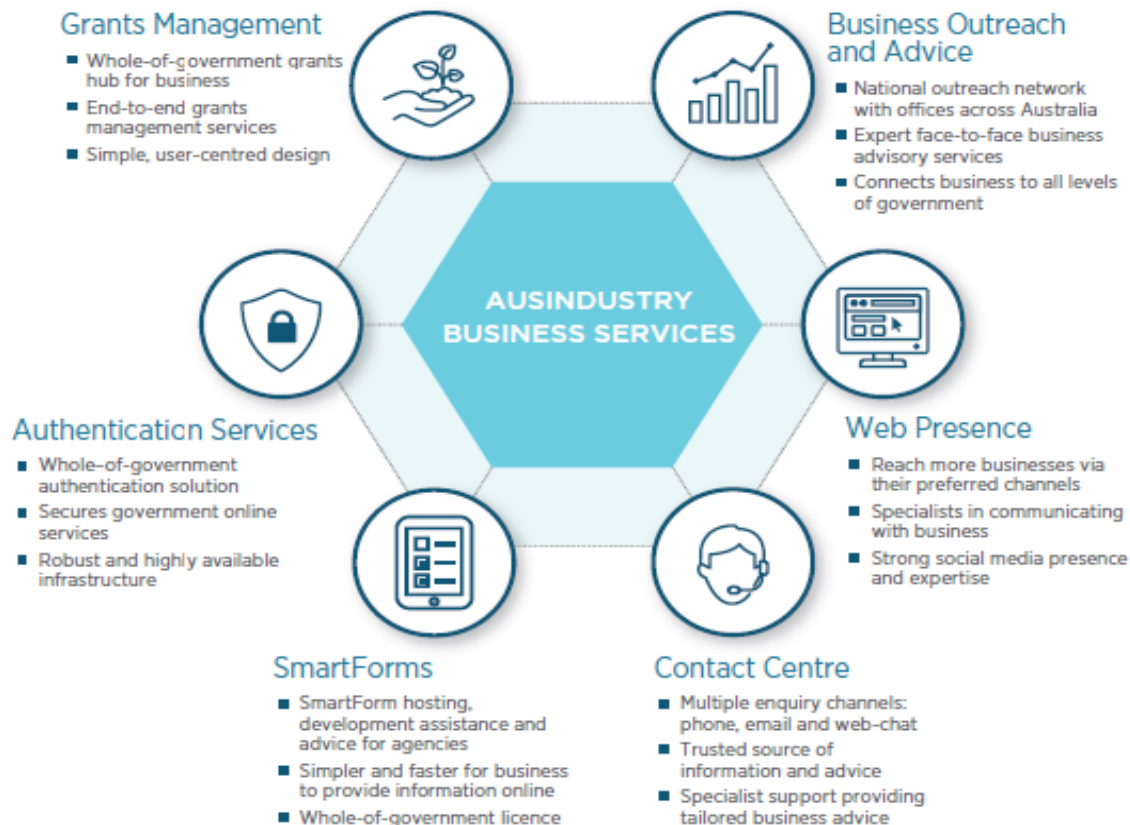 Grants Management
Whole-of-government grants
hub for business
End-to-end grants
management services
Simple, user-centred design
Business Outreach
and Advice
National outreach network
with offices across Australia
Expert face-to-face business
advisory services
Connects business to all levels
of government
AUSINDUSTRY
BUSINESS SERVICES
Authentication Services
Whole-of-government
authentication solution
Secures government online
services
Robust and highly available
infrastructure
Web Presence
Reach more businesses via
their preferred channels
Specialists in communicating
with business
Strong social media presence
and expertise
SmartForms
SmartForm hosting,
development assistance and
advice for agencies
Simpler and faster for business
to provide information online
Whole-of-government licence
Contact Centre
Multiple enquiry channels:
phone, email and web-chat
Trusted source of
information and advice
Specialist support providing
tailored business advice